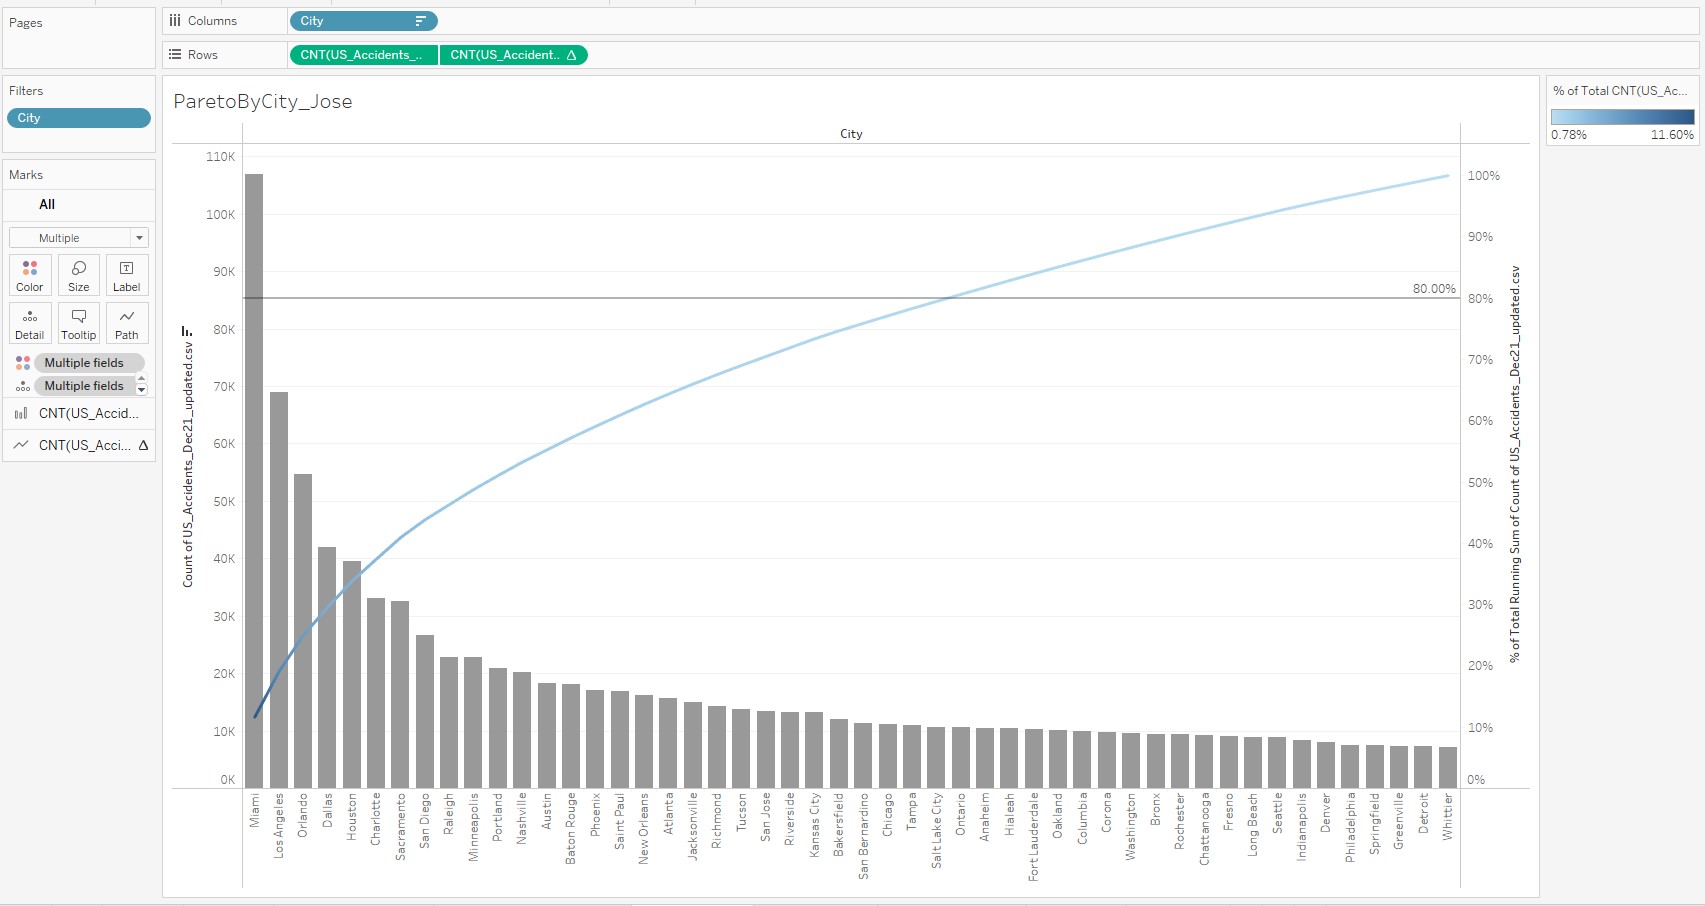 Pages
Columns
City
Rows
CNT(US_Accidents_..
CNT(US_Accident.. Δ
Filters
City
Marks
All
Multiple
Color
Size
Label
Detail
Tooltip
Path
Multiple fields
Multiple fields
CNT(US_Accid...
CNT(US_Acci... Δ
ParetoByCity_Jose
City
Count of US_Accidents_Dec21_updated.csv
110K
100K
90K
80K
70K
60K
50K
40K
30K
20K
10K
0K
80.00%
100%
90%
80%
70%
60%
50%
40%
30%
20%
10%
0%
% of Total Running Sum of Count of US_Accidents_Dec21_updated.csv
Miami
Los Angeles
Orlando
Dallas
Houston
Charlotte
Sacramento
San Diego
Raleigh
Minneapolis
Portland
Nashville
Austin
Baton Rouge
Phoenix
Saint Paul
New Orleans
Atlanta
Jacksonville
Richmond
Tucson
San Jose
Riverside
Kansas City
Bakersfield
San Bernardino
Chicago
Tampa
Salt Lake City
Ontario
Anaheim
Hialeah
Fort Lauderdale
Oakland
Columbia
Corona
Washington
Bronx
Rochester
Chattanooga
Fresno
Long Beach
Seattle
Indianapolis
Denver
Philadelphia
Springfield
Greenville
Detroit
Whittier
% of Total CNT(US_Ac...
0.78%
11.60%